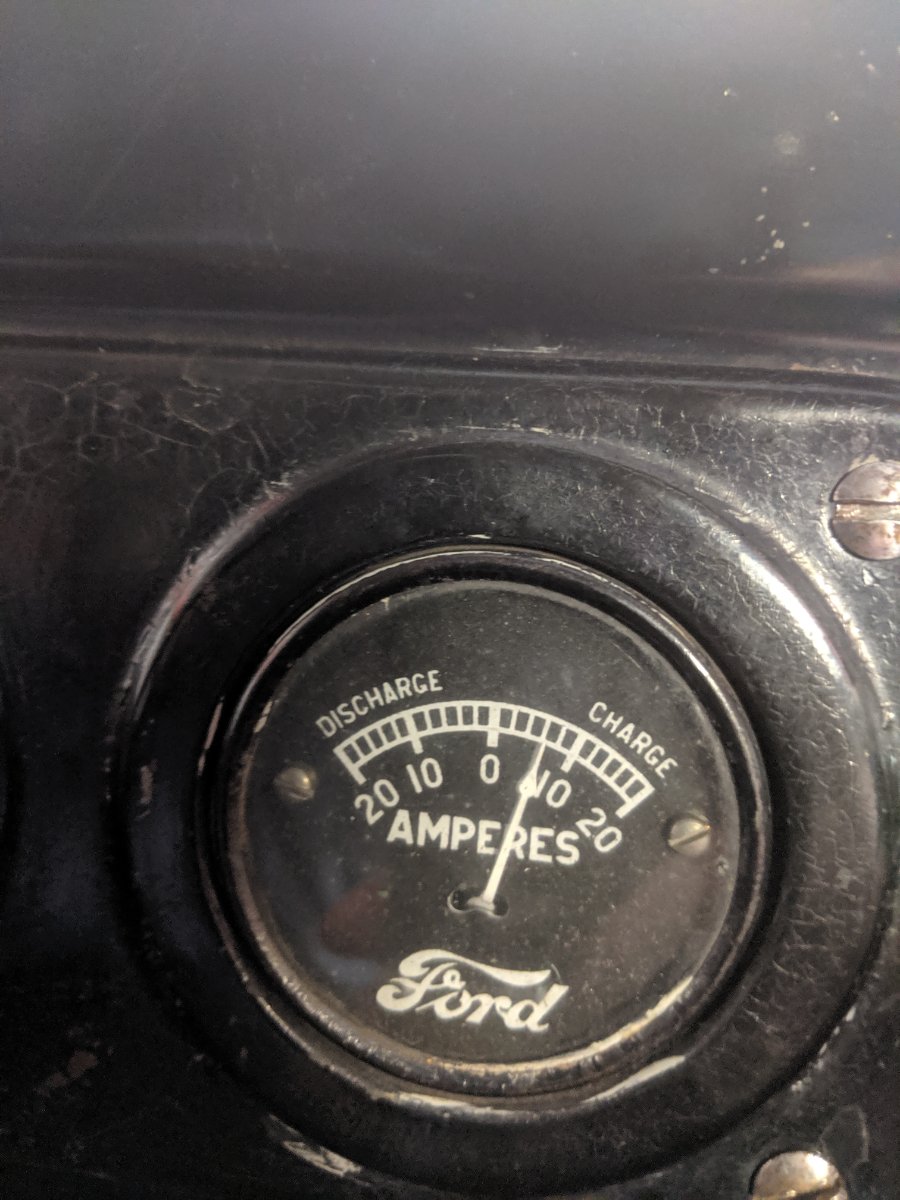 DISCHARGE CHARGE
20 10 0 10 20
AMPERES
Ford